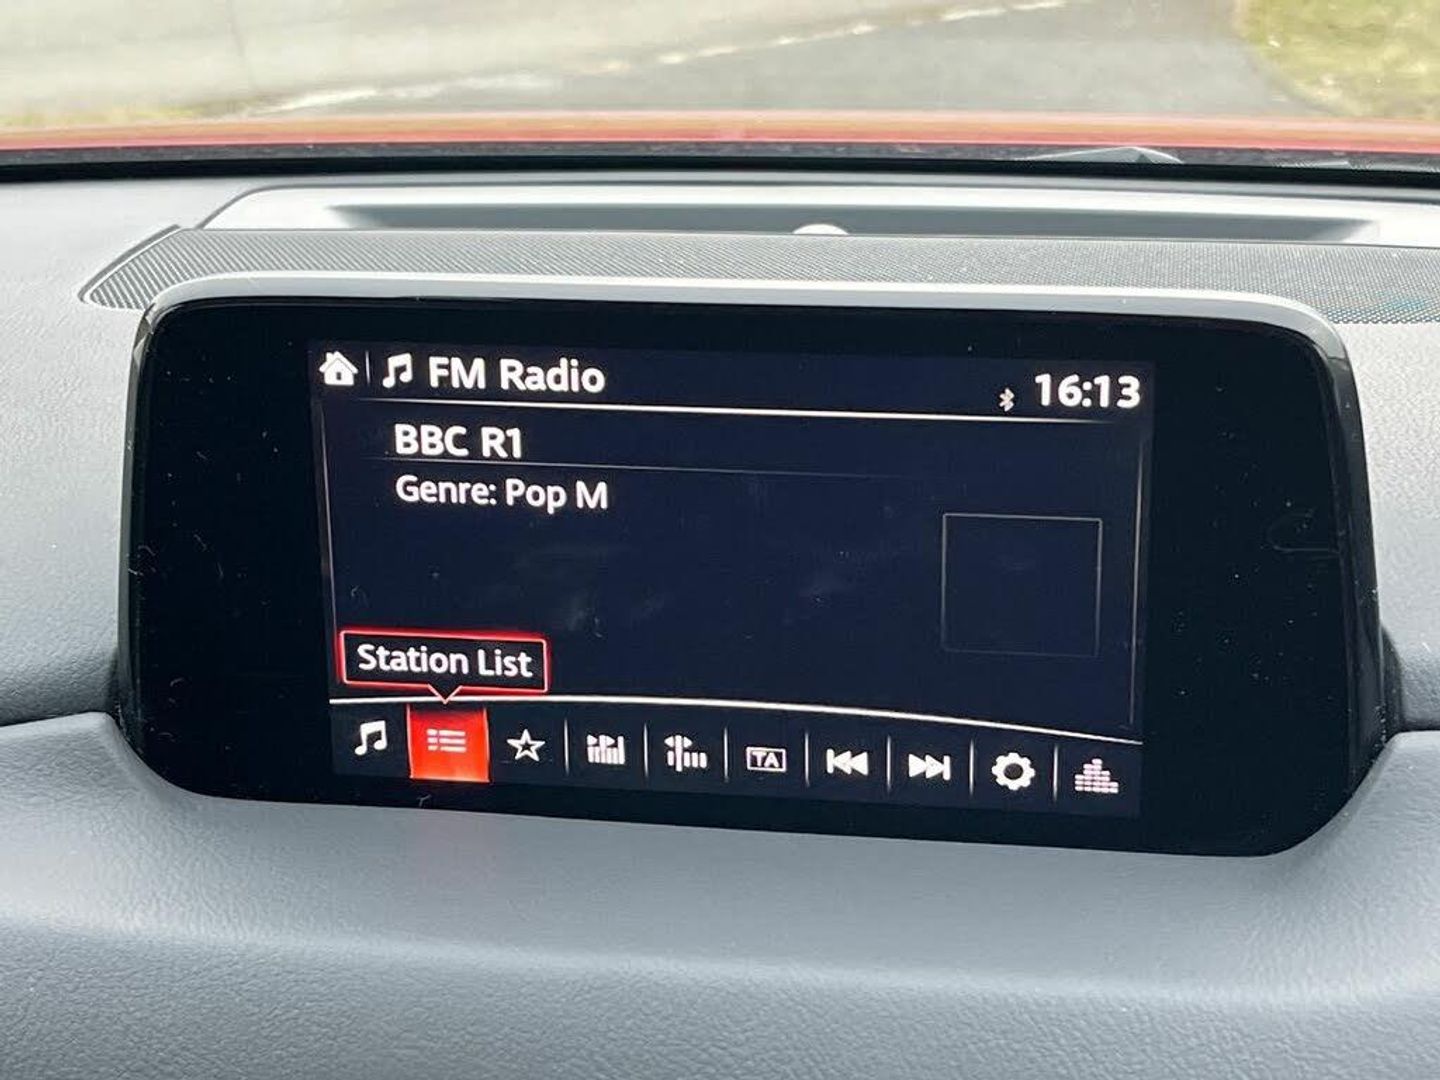 FM Radio
16:13
BBC R1
Genre: Pop M
Station List
TA